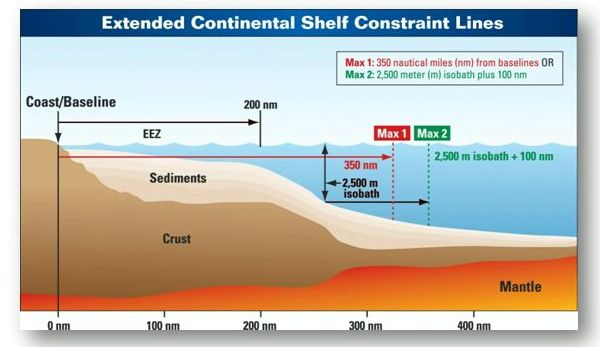 Extended Continental Shelf Constraint Lines
Max 1: 350 nautical miles (nm) from baselines OR
Max 2: 2,500 meter (m) isobath plus 100 nm
Coast/Baseline
200 nm
EEZ
Max 1
Max 2
350 nm
2,500 m isobath + 100 nm
Sediments
2,500 m
isobath
Crust
Mantle
0 nm
100 nm
200 nm
300 nm
400 nm